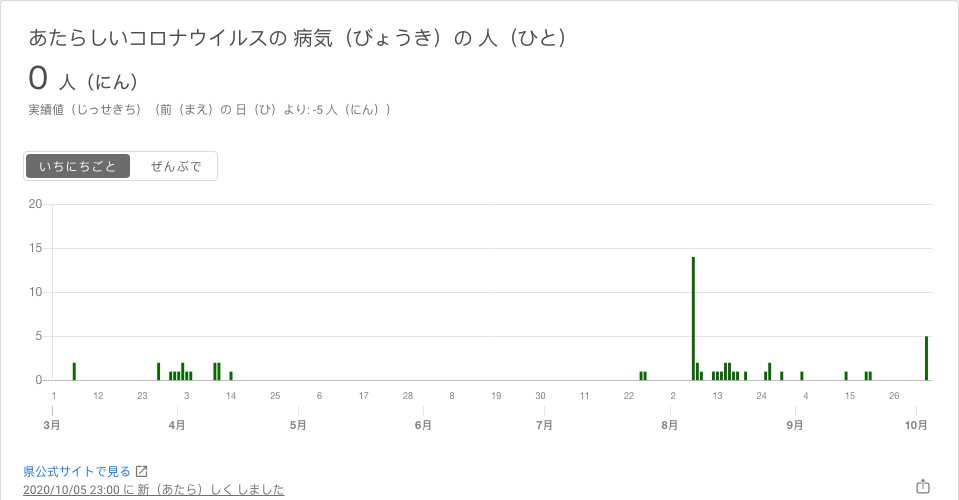 あたらしいコロナウイルスの 病気（びょうき）の 人（ひと）
0 人（にん）
実績値（じっせきち）（前（まえ）の 日（ひ）より: -5 人（にん））
いちにちごと ぜんぶで
20
15
10
5
0
1 12 23 3 14 25 6 17 28 8 19 30 11 22 2 13 24 4 15 26
3月 4月 5月 6月 7月 8月 9月 10月
県公式サイトで見る
2020/10/05 23:00 に 新（あたら）しく しました